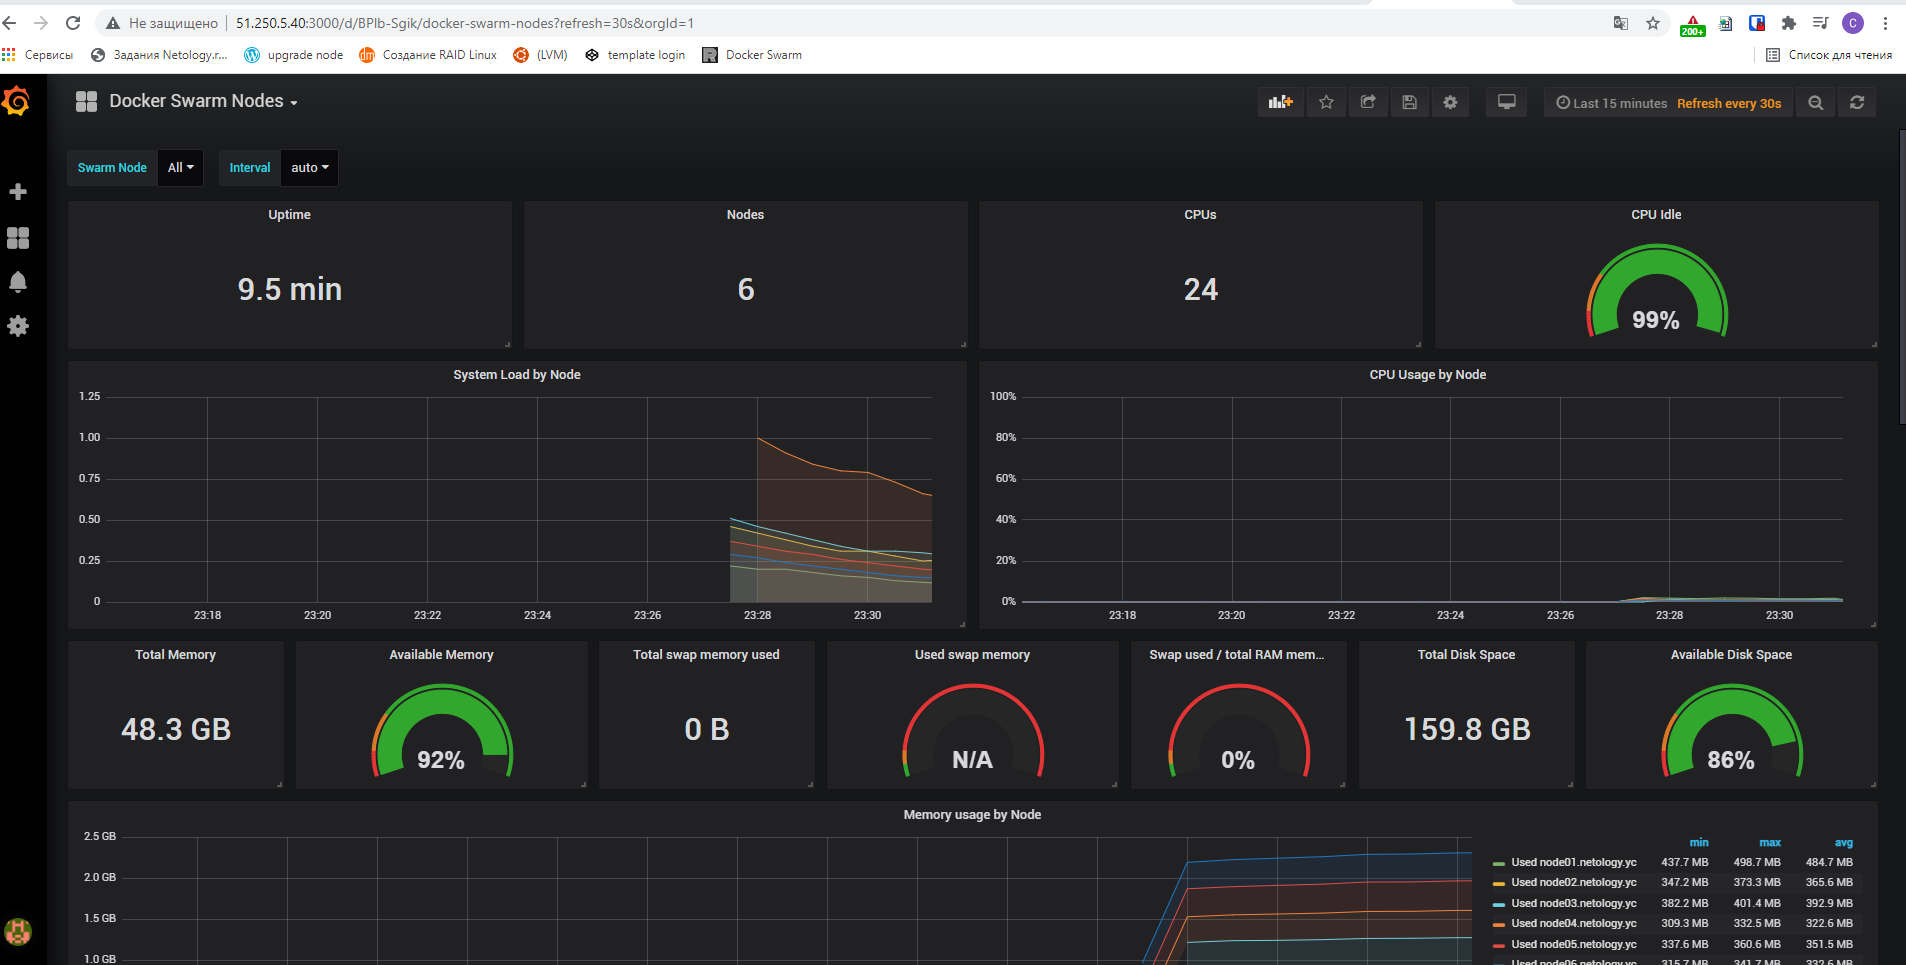 Не защищено 51.250.5.40:3000/d/BPlb-Sgik/docker-swarm-nodes?refresh=30s&orgId=1
200+
C
Сервисы Задания Netology.r... upgrade node Создание RAID Linux (LVM) template login Docker Swarm Список для чтения
Docker Swarm Nodes
Last 15 minutes Refresh every 30s
Swarm Node All Interval auto
Uptime Nodes CPUs CPU Idle
9.5 min 6 24 99%
System Load by Node
1.25
1.00
0.75
0.50
0.25
0
23:18 23:20 23:22 23:24 23:26 23:28 23:30
CPU Usage by Node
100%
80%
60%
40%
20%
0%
23:18 23:20 23:22 23:24 23:26 23:28 23:30
Total Memory Available Memory Total swap memory used Used swap memory Swap used / total RAM mem... Total Disk Space Available Disk Space
48.3 GB 92% 0 B N/A 0% 159.8 GB 86%
Memory usage by Node
2.5 GB
2.0 GB
1.5 GB
1.0 GB
min max avg
Used node01.netology.yc 437.7 MB 498.7 MB 484.7 MB
Used node02.netology.yc 347.2 MB 373.3 MB 365.6 MB
Used node03.netology.yc 382.2 MB 401.4 MB 392.9 MB
Used node04.netology.yc 309.3 MB 332.5 MB 322.6 MB
Used node05.netology.yc 337.6 MB 360.6 MB 351.5 MB
Used node06.netology.yc 315.7 MB 341.7 MB 332.6 MB